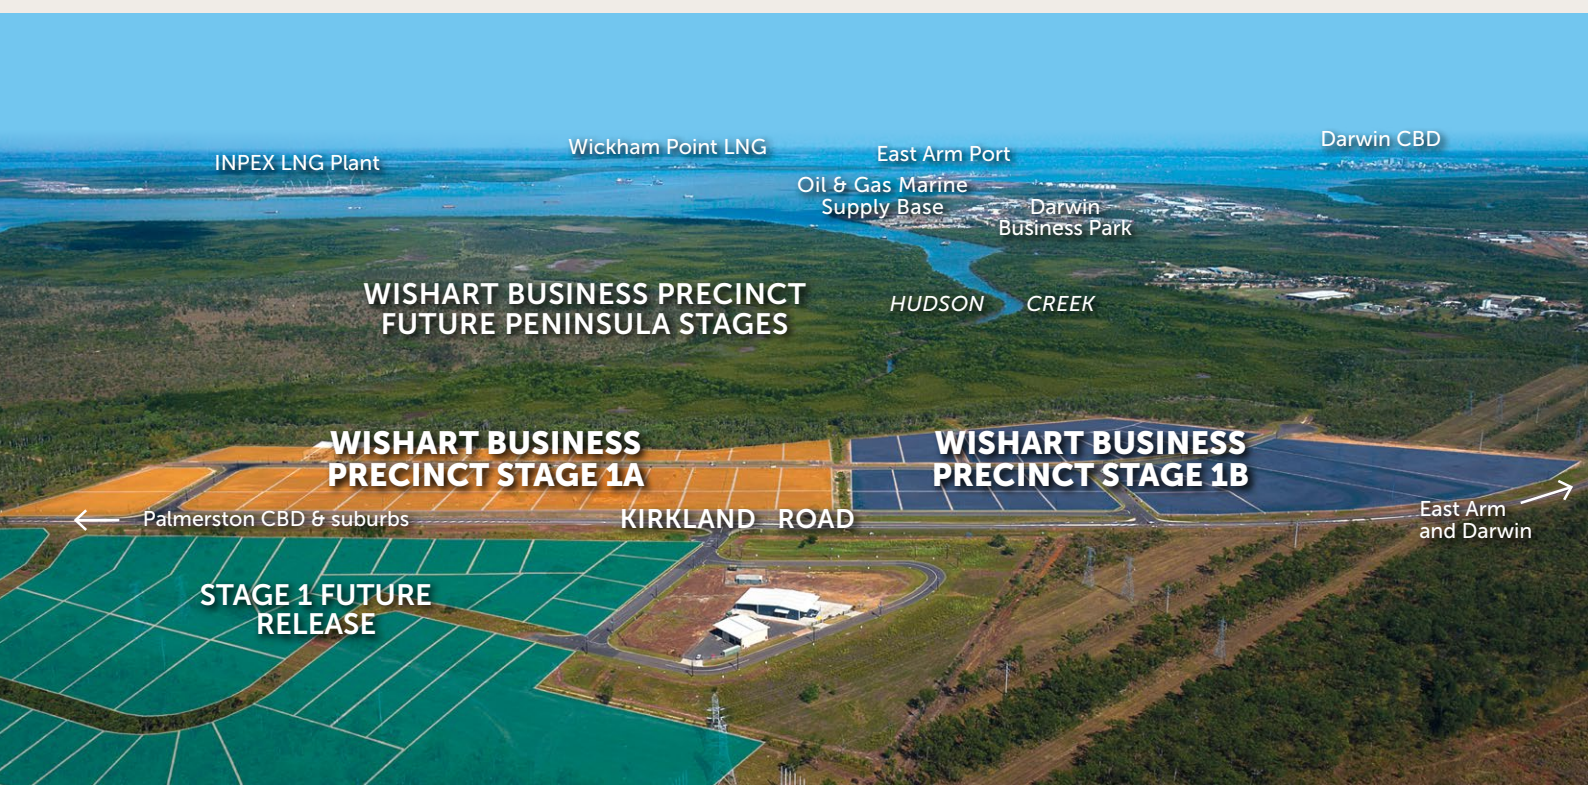 Darwin CBD
Wickham Point LNG
East Arm Port
INPEX LNG Plant
Oil & Gas Marine
Supply Base
Darwin
Business Park
WISHART BUSINESS PRECINCT
FUTURE PENINSULA STAGES
HUDSON CREEK
WISHART BUSINESS
PRECINCT STAGE 1A
WISHART BUSINESS
PRECINCT STAGE 1B
Palmerston CBD & suburbs
KIRKLAND ROAD
East Arm
and Darwin
STAGE 1 FUTURE
RELEASE